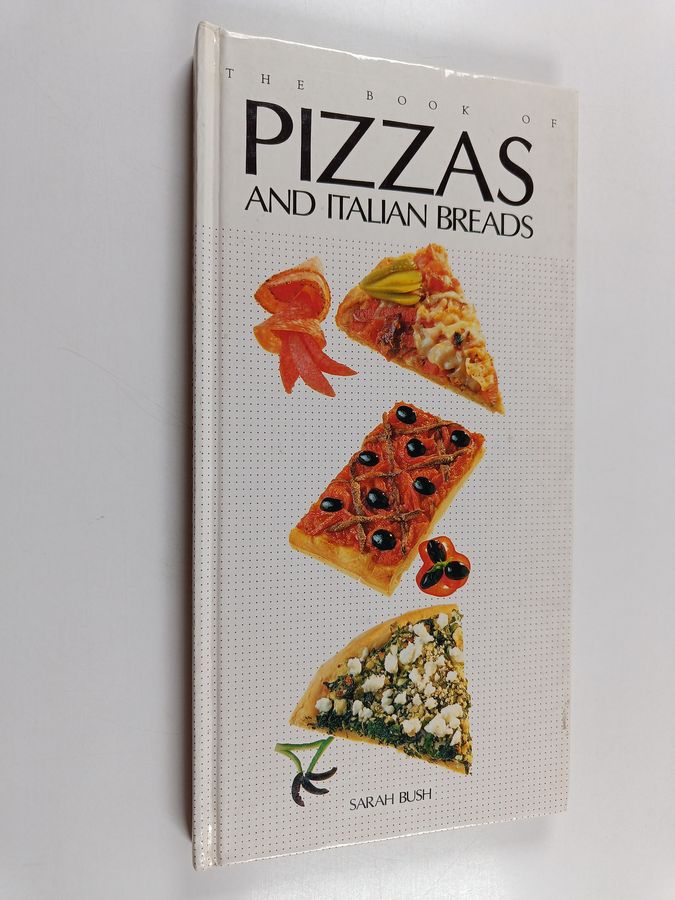 THE BOOK OF
PIZZAS
AND ITALIAN BREADS
SARAH BUSH